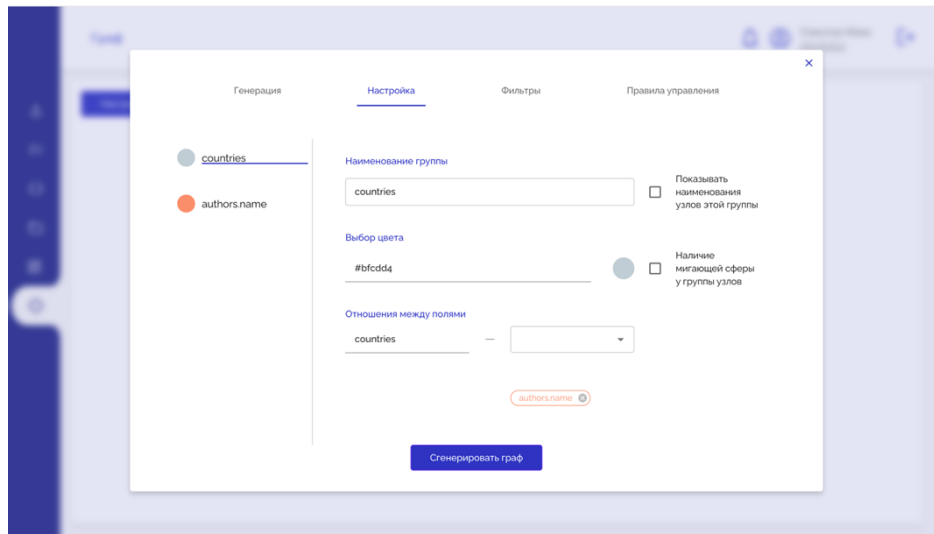 Граф
Генерация
Настройка
Фильтры
Правила управления
countries
authors.name
Наименование группы
countries
Показывать
наименования
узлов этой группы
Выбор цвета
#bfcdd4
Наличие
мигающей сферы
у группы узлов
Отношения между полями
countries
—
authors.name
Сгенерировать граф